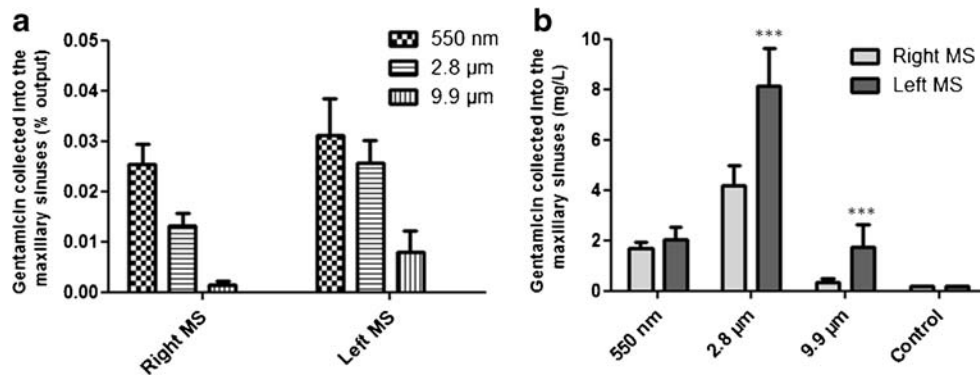 a
Gentamicin collected into the
maxillary sinuses (% output)
0.05
0.04
0.03
0.02
0.01
0.00
550 nm
2.8 µm
9.9 µm
Right MS
Left MS
b
Gentamicin collected into the
maxillary sinuses (mg/L)
10
8
6
4
2
0
***
***
Right MS
Left MS
550 nm
2.8 µm
9.9 µm
Control